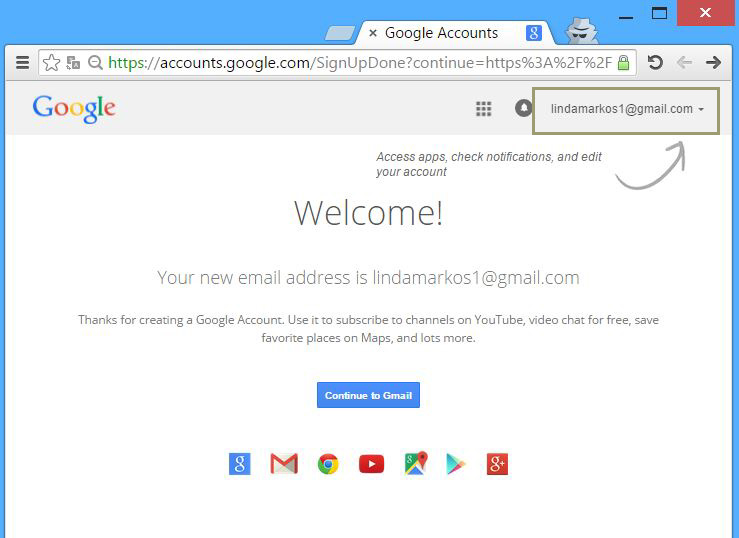 Google Accounts
https://accounts.google.com/SignUpDone?continue=https%3A%2F%2F
Google
lindamarkos1@gmail.com
Access apps, check notifications, and edit
your account
Welcome!
Your new email address is lindamarkos1@gmail.com
Thanks for creating a Google Account. Use it to subscribe to channels on YouTube, video chat for free, save
favorite places on Maps, and lots more.
Continue to Gmail